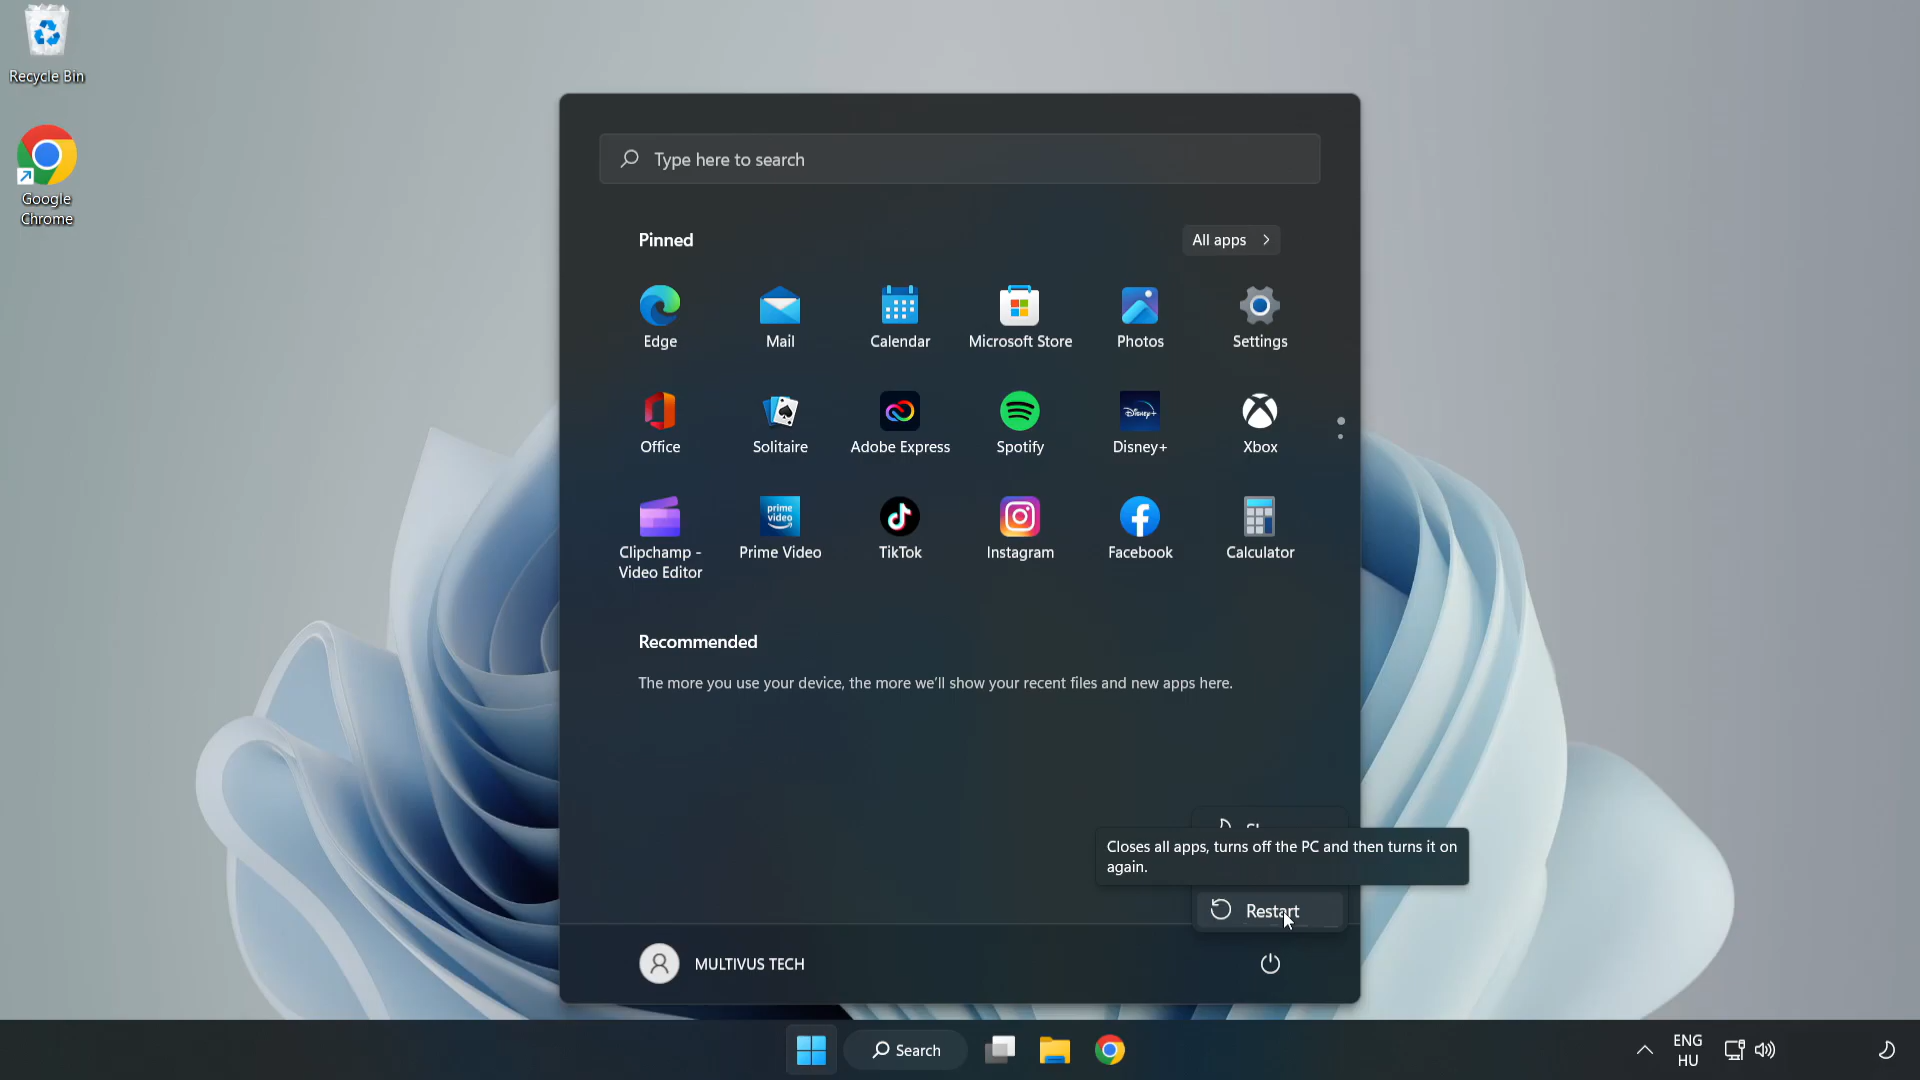 Recycle Bin
Google
Chrome
Type here to search
Pinned
All apps
Edge
Mail
Calendar
Microsoft Store
Photos
Settings
Office
Solitaire
Adobe Express
Spotify
Disney+
Disney+
Xbox
prime
video
Clipchamp -
Video Editor
Prime Video
TikTok
Instagram
Facebook
Calculator
Recommended
The more you use your device, the more we'll show your recent files and new apps here.
Closes all apps, turns off the PC and then turns it on
again.
Restart
MULTIVUS TECH
Search
ENG
HU